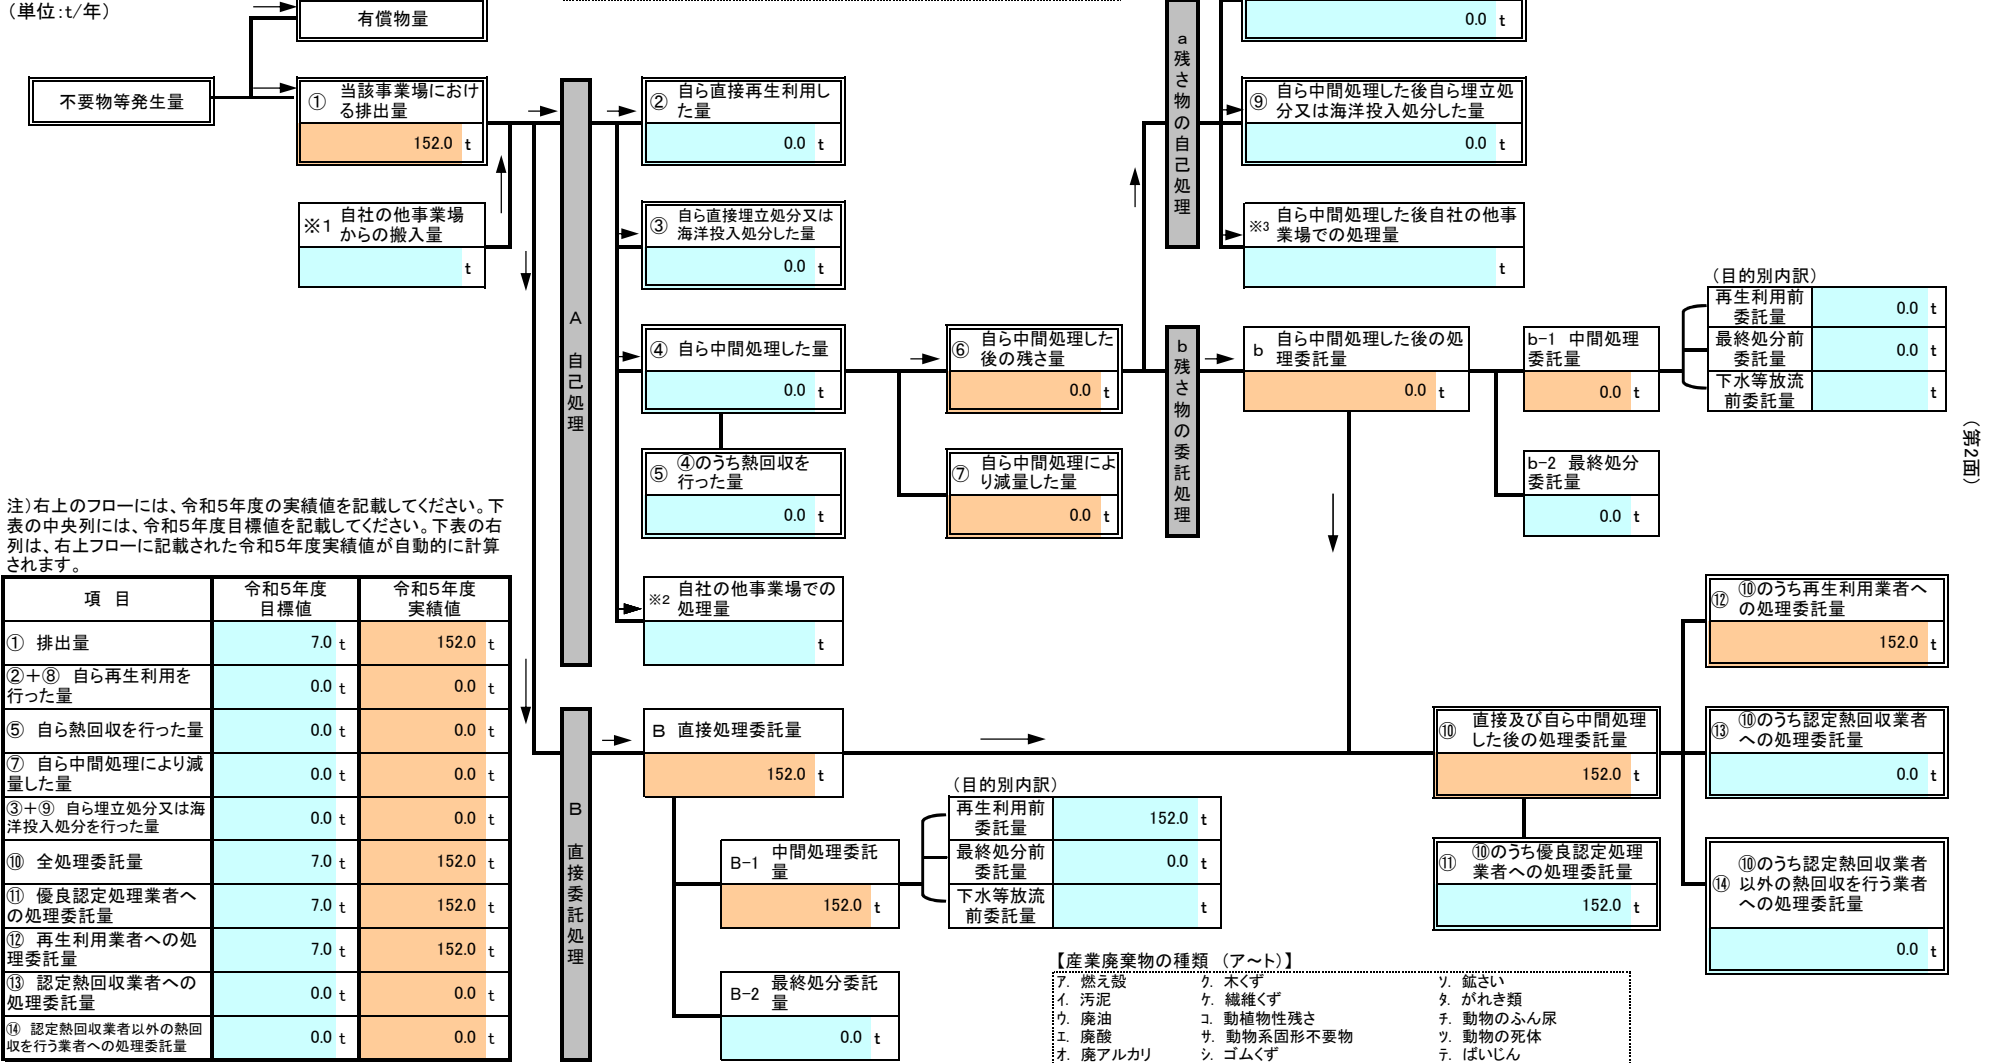 （単位:t/年）
有償物量
不要物等発生量
① 当該事業場におけ
る排出量
152.0 t
※1 自社の他事業場
からの搬入量
t
A 自己処理
② 自ら直接再生利用し
た量
0.0 t
③ 自ら直接埋立処分又は
海洋投入処分した量
0.0 t
④ 自ら中間処理した量
0.0 t
⑤ ④のうち熱回収を
行った量
0.0 t
※2 自社の他事業場での
処理量
t
⑥ 自ら中間処理した
後の残さ量
0.0 t
⑦ 自ら中間処理によ
り減量した量
0.0 t
a 残さ物の自己処理
0.0 t
⑨ 自ら中間処理した後自ら埋立処
分又は海洋投入処分した量
0.0 t
※3 自ら中間処理した後自社の他事
業場での処理量
t
b 残さ物の委託処理
b 自ら中間処理した後の処
理委託量
0.0 t
b-1 中間処理
委託量
0.0 t
b-2 最終処分
委託量
0.0 t
（目的別内訳）
再生利用前
委託量
0.0 t
最終処分前
委託量
0.0 t
下水等放流
前委託量
t
（第2面）
注）右上のフローには、令和5年度の実績値を記載してください。下
表の中央列には、令和5年度目標値を記載してください。下表の右
列は、右上フローに記載された令和5年度実績値が自動的に計算
されます。
項 目 令和5年度
目標値 令和5年度
実績値
① 排出量 7.0 t 152.0 t
②+⑧ 自ら再生利用を
行った量 0.0 t 0.0 t
⑤ 自ら熱回収を行った量 0.0 t 0.0 t
⑦ 自ら中間処理により減
量した量 0.0 t 0.0 t
③+⑨ 自ら埋立処分又は海
洋投入処分を行った量 0.0 t 0.0 t
⑩ 全処理委託量 7.0 t 152.0 t
⑪ 優良認定処理業者へ
の処理委託量 7.0 t 152.0 t
⑫ 再生利用業者への処
理委託量 7.0 t 152.0 t
⑬ 認定熱回収業者への
処理委託量 0.0 t 0.0 t
⑭ 認定熱回収業者以外の熱回
収を行う業者への処理委託量 0.0 t 0.0 t
B 直接委託処理
B 直接処理委託量
152.0 t
B-1 中間処理委託
量
152.0 t
B-2 最終処分委託
量
0.0 t
（目的別内訳）
再生利用前
委託量
152.0 t
最終処分前
委託量
0.0 t
下水等放流
前委託量
t
⑩ 直接及び自ら中間処理
した後の処理委託量
152.0 t
⑪ ⑩のうち優良認定処理
業者への処理委託量
152.0 t
⑫ ⑩のうち再生利用業者へ
の処理委託量
152.0 t
⑬ ⑩のうち認定熱回収業者
への処理委託量
0.0 t
⑭ ⑩のうち認定熱回収業者
以外の熱回収を行う業者
への処理委託量
0.0 t
【産業廃棄物の種類 （ア～ト）】
ア. 燃え殻 ク. 木くず ソ. 鉱さい
イ. 汚泥 ケ. 繊維くず タ. がれき類
ウ. 廃油 コ. 動植物性残さ チ. 動物のふん尿
エ. 廃酸 サ. 動物系固形不要物 ツ. 動物の死体
オ. 廃アルカリ シ. ゴムくず テ. ばいじん